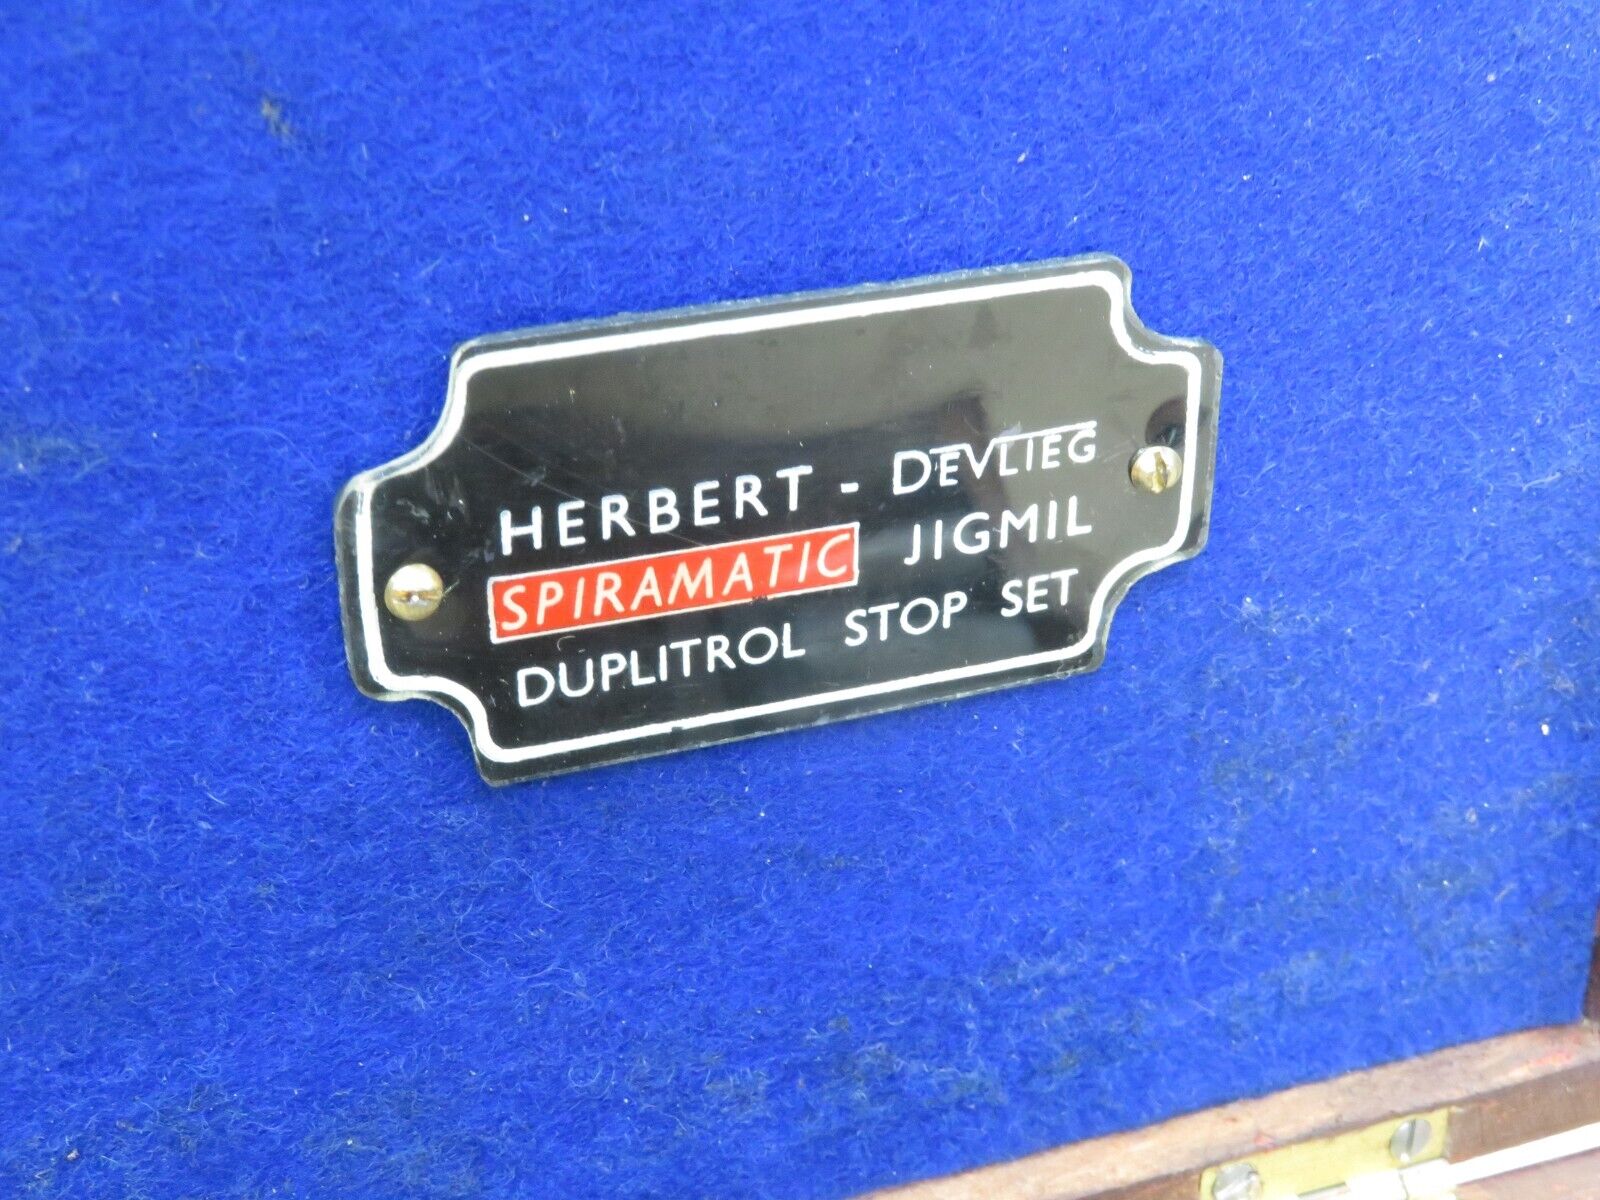 HERBERT - DEVLIEG
SPIRAMATIC JIGMIL
DUPLITROL STOP SET